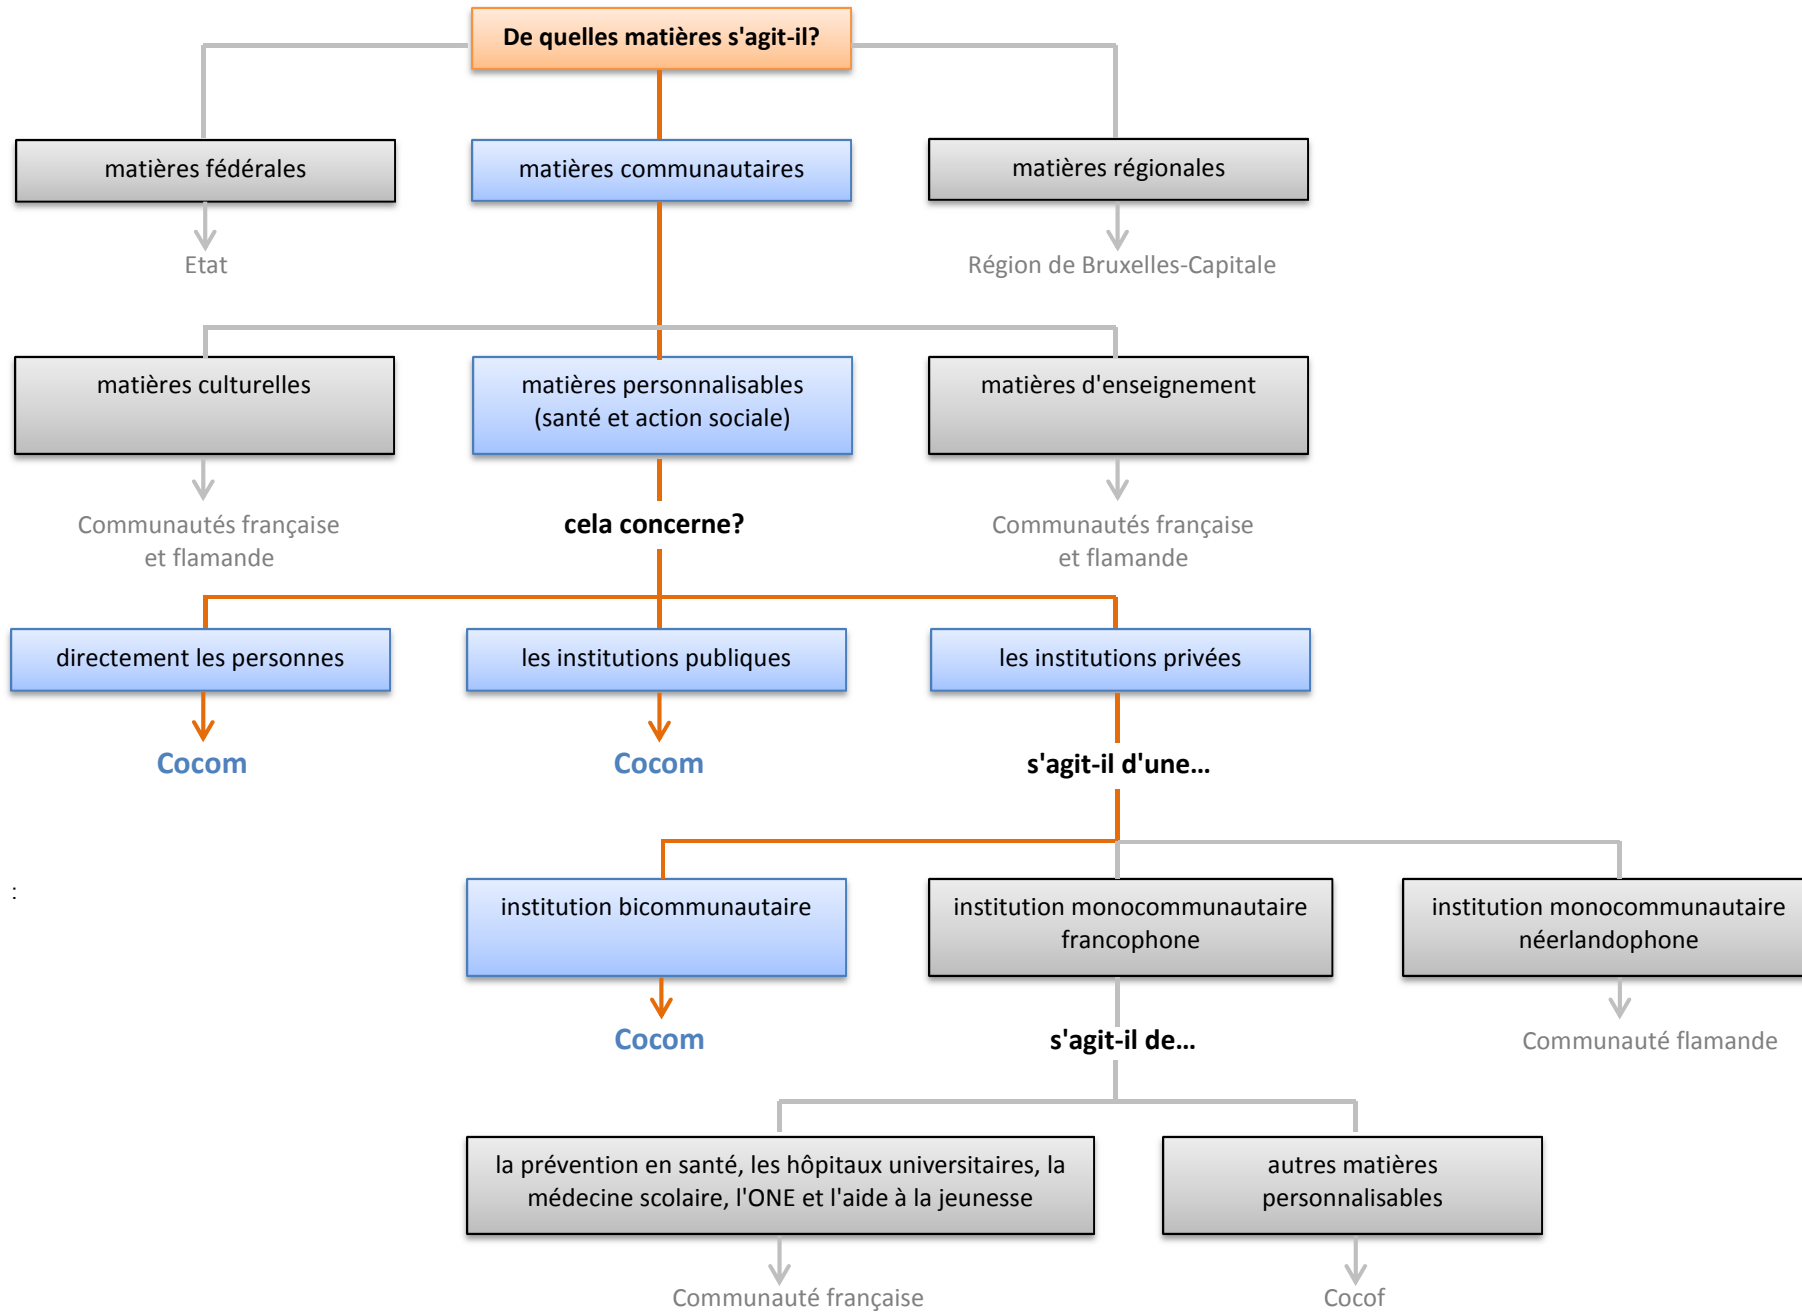 De quelles matières s'agit-il?
matières fédérales
matières communautaires
matières régionales
Etat
Région de Bruxelles-Capitale
matières culturelles
matières personnalisables
(santé et action sociale)
matières d'enseignement
Communautés française
et flamande
cela concerne?
Communautés française
et flamande
directement les personnes
les institutions publiques
les institutions privées
Cocom
Cocom
s'agit-il d'une...
:
institution bicommunautaire
institution monocommunautaire
francophone
institution monocommunautaire
néerlandophone
Cocom
s'agit-il de...
Communauté flamande
la prévention en santé, les hôpitaux universitaires, la
médecine scolaire, l'ONE et l'aide à la jeunesse
autres matières
personnalisables
Communauté française
Cocof